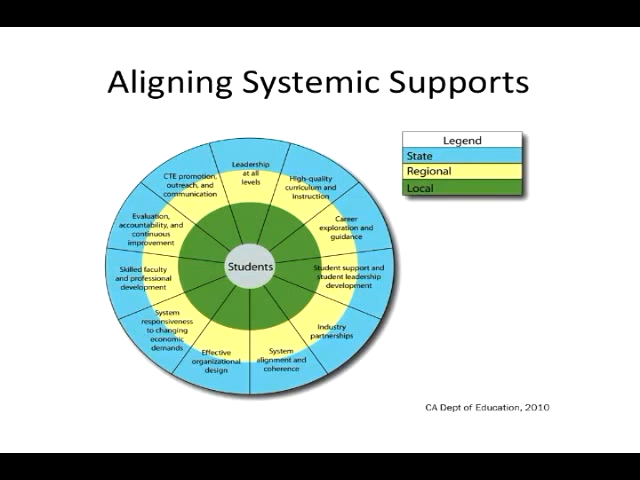 Aligning Systemic Supports
Legend
State
Regional
Local
Leadership
at all
levels
High-quality
curriculum and
instruction
Career
exploration and
guidance
Student support and
student leadership
development
Industry
partnerships
System
alignment and
coherence
Effective
organizational
design
System
responsiveness
to changing
economic
demands
Skilled faculty
and professional
development
Evaluation,
accountability, and
continuous
improvement
CTE promotion,
outreach, and
communication
Students
CA Dept of Education, 2010